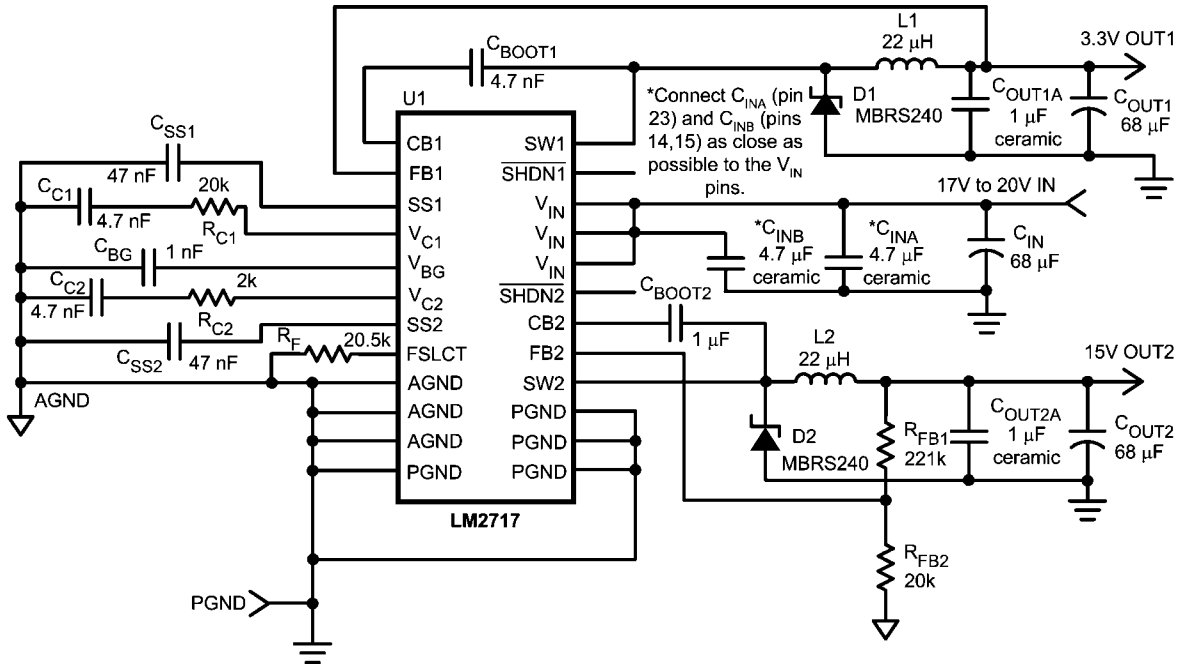 L1
22 μH
3.3V OUT1
CBOOT1
4.7 nF
U1
*Connect CINA (pin
23) and CINB (pins
14,15) as close as
possible to the VIN
pins.
D1
MBRS240
COUT1A
1 μF
ceramic
COUT1
68 μF
CSS1
47 nF
CC1
4.7 nF
20k
RC1
CBG
1 nF
CC2
4.7 nF
2k
RC2
CSS2
47 nF
RF
20.5k
AGND
CB1
FB1
SS1
VC1
VBG
VC2
SS2
FSLCT
AGND
AGND
AGND
PGND
SW1
SHDN1
VIN
VIN
VIN
SHDN2
CB2
FB2
SW2
PGND
PGND
PGND
LM2717
17V to 20V IN
*CINB
4.7 μF
ceramic
*CINA
4.7 μF
ceramic
CIN
68 μF
CBOOT2
1 μF
L2
22 μH
15V OUT2
D2
MBRS240
RFB1
221k
COUT2A
1 μF
ceramic
COUT2
68 μF
RFB2
20k
PGND